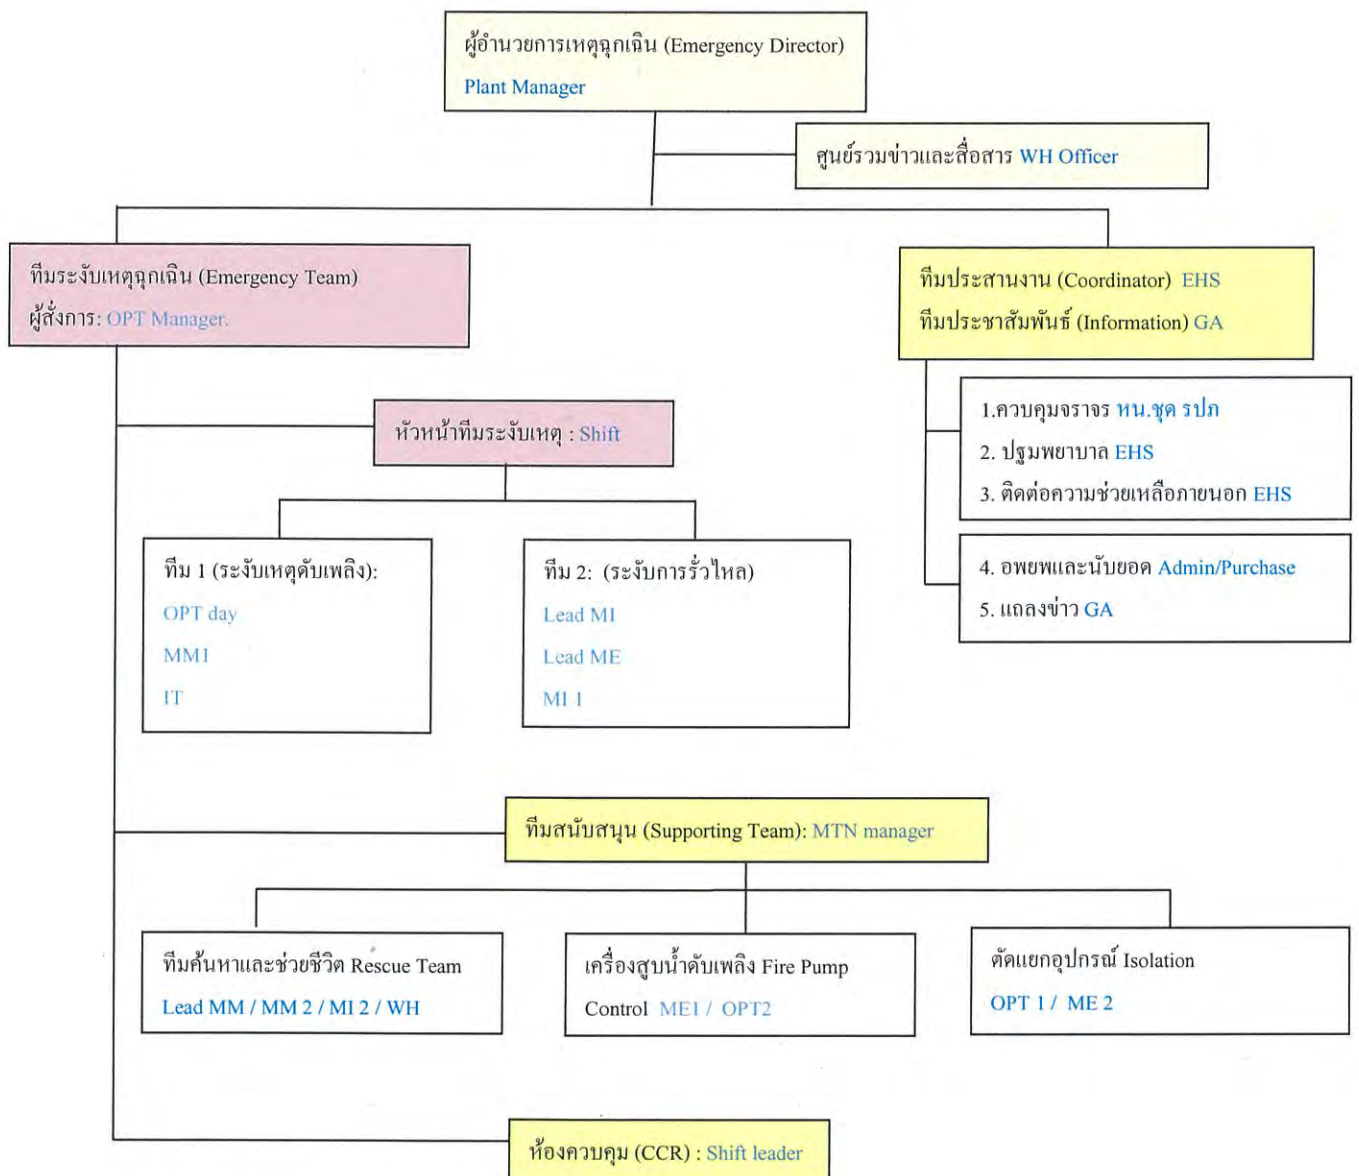 ผู้อำนวยการเหตุฉุกเฉิน (Emergency Director)
Plant Manager
ศูนย์รวมข่าวและสื่อสาร WH Officer
ทีมระงับเหตุฉุกเฉิน (Emergency Team)
ผู้สั่งการ: OPT Manager.
ทีมประสานงาน (Coordinator) EHS
ทีมประชาสัมพันธ์ (Information) GA
1.ควบคุมจราจร หน.ชุด รปภ
2. ปฐมพยาบาล EHS
3. ติดต่อความช่วยเหลือภายนอก EHS
4. อพยพและนับยอด Admin/Purchase
5. แถลงข่าว GA
หัวหน้าทีมระงับเหตุ : Shift
ทีม 1 (ระงับเหตุดับเพลิง):
OPT day
MM1
IT
ทีม 2: (ระงับการรั่วไหล)
Lead MI
Lead ME
MI 1
ทีมสนับสนุน (Supporting Team): MTN manager
ทีมค้นหาและช่วยชีวิต Rescue Team
Lead MM / MM 2 / MI 2 / WH
เครื่องสูบน้ำดับเพลิง Fire Pump
Control ME1 / OPT2
ตัดแยกอุปกรณ์ Isolation
OPT 1 / ME 2
ห้องควบคุม (CCR) : Shift leader